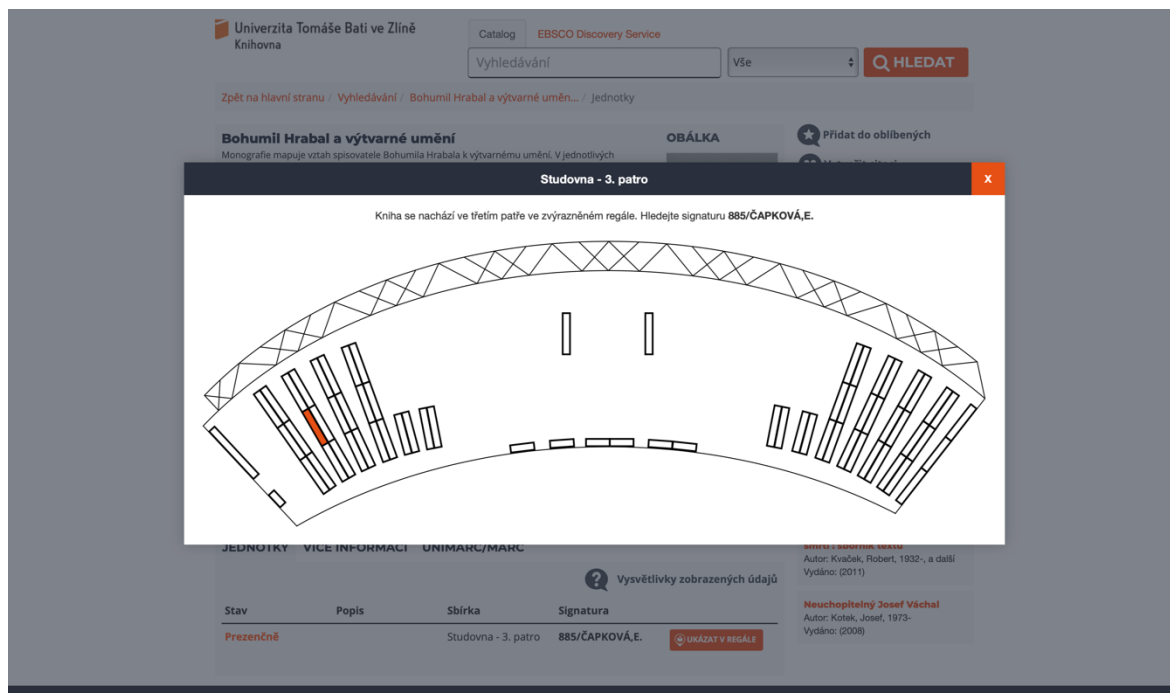 Univerzita Tomáše Bati ve Zlíně
Knihovna
Catalog
EBSCO Discovery Service
Vyhledávání
Vše
HLEDAT
Zpět na hlavní stranu / Vyhledávání / Bohumil Hrabal a výtvarné uměn... / Jednotky
Bohumil Hrabal a výtvarné umění
Monografie mapuje vztah spisovatele Bohumila Hrabala k výtvarnému umění. V jednotlivých
OBÁLKA
Přidat do oblíbených
Studovna - 3. patro
X
Kniha se nachází ve třetím patře ve zvýrazněném regále. Hledejte signaturu 885/ČAPKOVÁ,E.
JEDNOTKY VÍCE INFORMACÍ UNIMARC/MARC
Vysvětlivky zobrazených údajů
Stav Popis Sbírka Signatura
Prezenčně Studovna - 3. patro 885/ČAPKOVÁ,E. UKÁZAT V REGÁLE
smrti : sborník textů
Autor: Kvaček, Robert, 1932-, a další
Vydáno: (2011)
Neuchopitelný Josef Váchal
Autor: Kotek, Josef, 1973-
Vydáno: (2008)